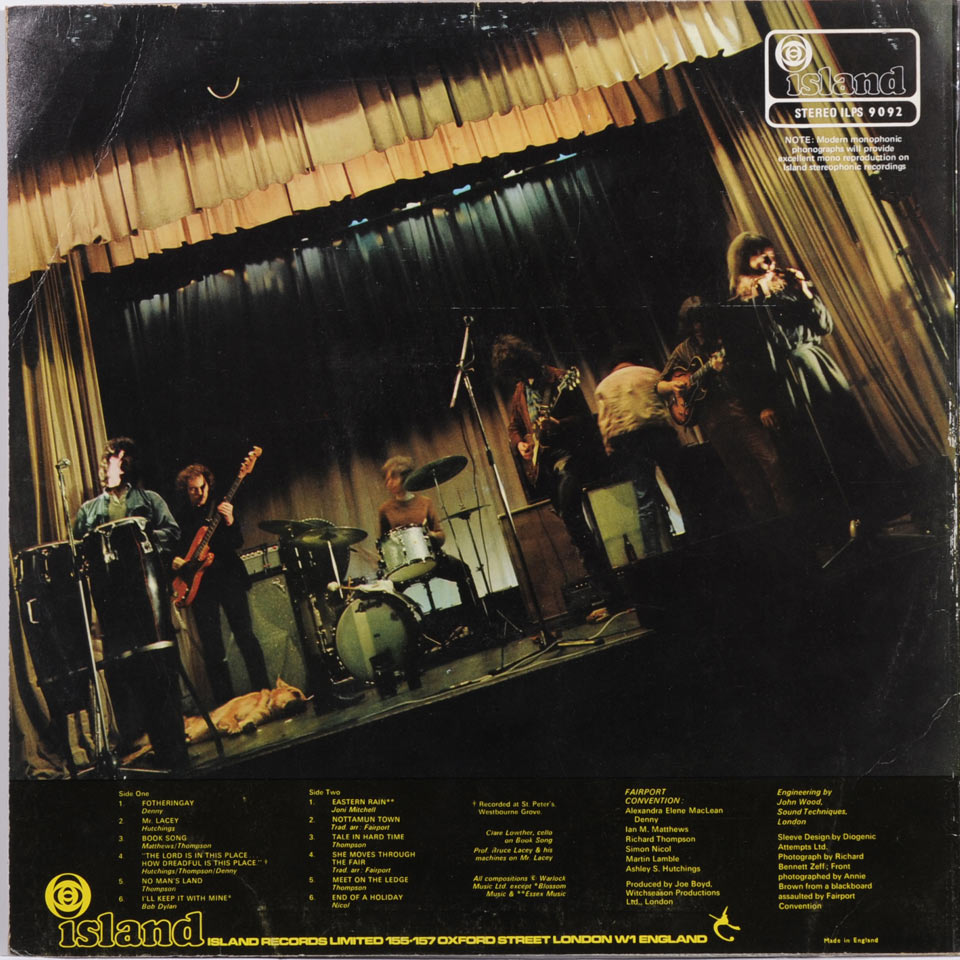 island
STEREO ILPS 9092
NOTE: Modern monophonic
phonographs will provide
excellent mono reproduction on
Island stereophonic recordings
Side One
1. FOTHERINGAY
Denny
2. Mr. LACEY
Hutchings
3. BOOK SONG
Matthews/Thompson
4. "THE LORD IS IN THIS PLACE...
HOW DREADFUL IS THIS PLACE." †
Hutchings/Thompson/Denny
5. NO MAN'S LAND
Thompson
6. I'LL KEEP IT WITH MINE*
Bob Dylan
Side Two
1. EASTERN RAIN**
Joni Mitchell
2. NOTTAMUN TOWN
Trad. arr: Fairport
3. TALE IN HARD TIME
Thompson
4. SHE MOVES THROUGH
THE FAIR
Trad. arr: Fairport
5. MEET ON THE LEDGE
Thompson
6. END OF A HOLIDAY
Nicol
† Recorded at St. Peter's,
Westbourne Grove.
Clare Lowther, cello
on Book Song
Prof. Bruce Lacey & his
machines on Mr. Lacey
All compositions © Warlock
Music Ltd. except *Blossom
Music & **Essex Music
FAIRPORT
CONVENTION:
Alexandra Elene MacLean
Denny
Ian M. Matthews
Richard Thompson
Simon Nicol
Martin Lamble
Ashley S. Hutchings
Produced by Joe Boyd,
Witchseason Productions
Ltd., London
Engineering by
John Wood,
Sound Techniques,
London
Sleeve Design by Diogenic
Attempts Ltd.
Photograph by Richard
Bennett Zeff; Front
photographed by Annie
Brown from a blackboard
assaulted by Fairport
Convention
island
ISLAND RECORDS LIMITED 155-157 OXFORD STREET LONDON W1 ENGLAND
Made in England